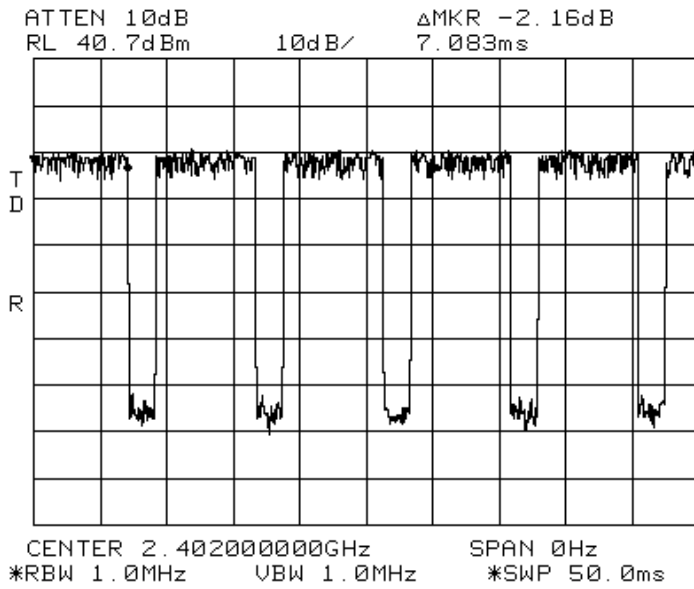 ATTEN 10dB ΔMKR -2.16dB
RL 40.7dBm 10dB/ 7.083ms
T
D
R
CENTER 2.402000000GHz SPAN 0Hz
*RBW 1.0MHz VBW 1.0MHz *SWP 50.0ms